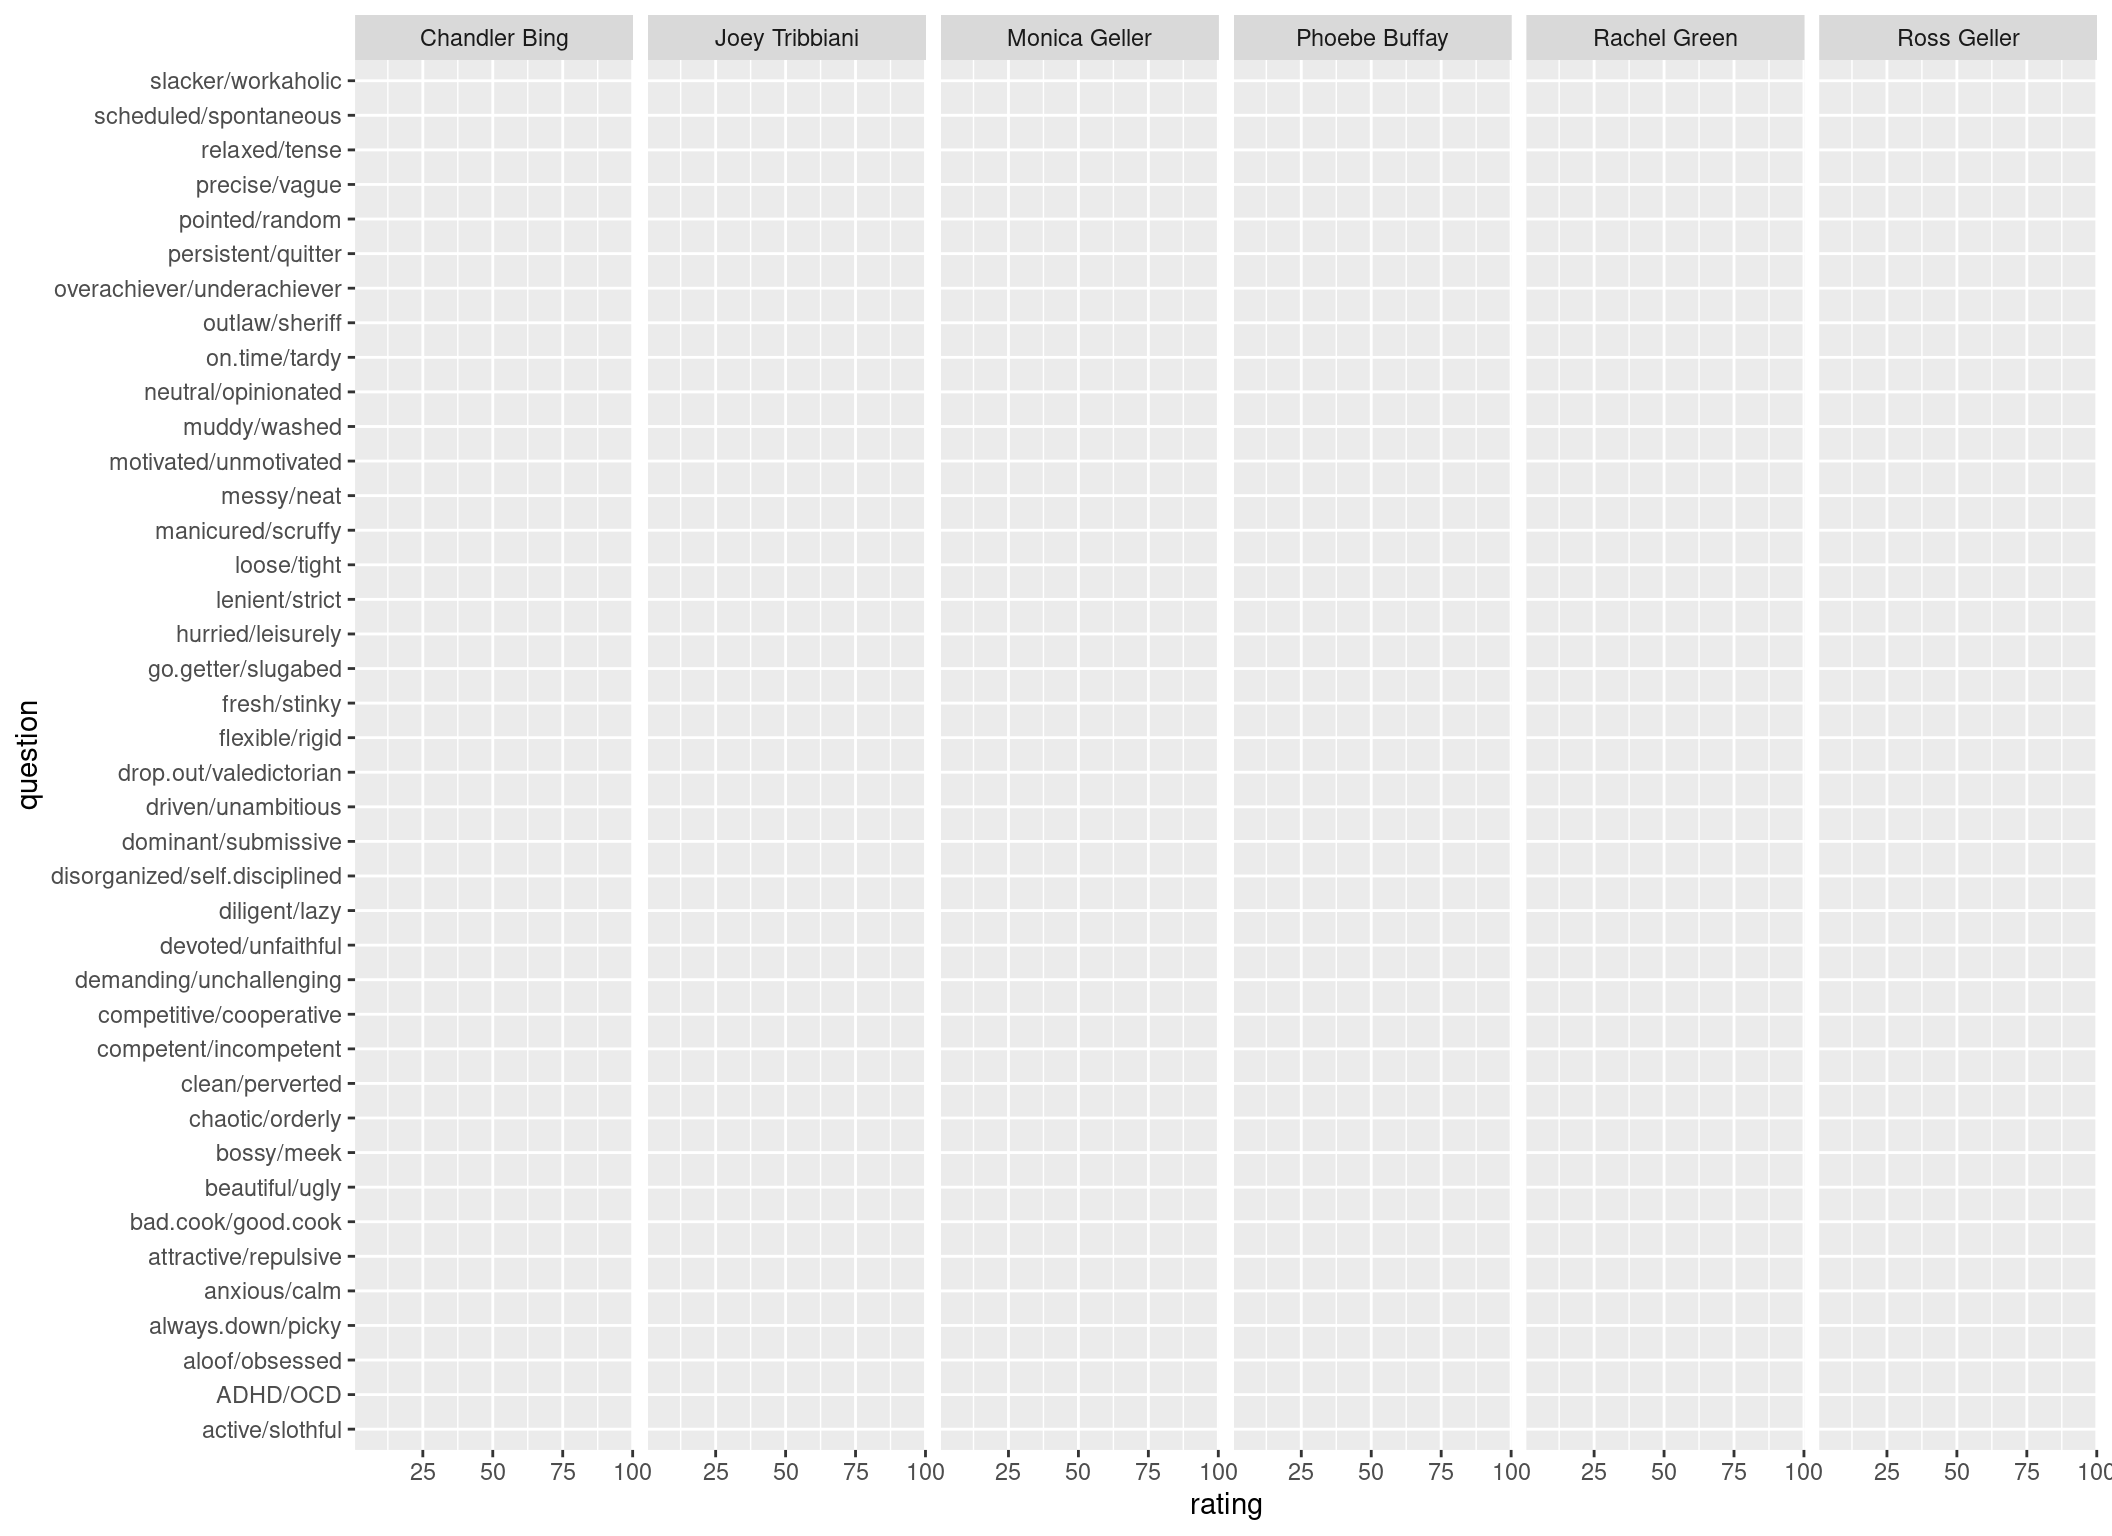 Chandler Bing Joey Tribbiani Monica Geller Phoebe Buffay Rachel Green Ross Geller
slacker/workaholic
scheduled/spontaneous
relaxed/tense
precise/vague
pointed/random
persistent/quitter
overachiever/underachiever
outlaw/sheriff
on.time/tardy
neutral/opinionated
muddy/washed
motivated/unmotivated
messy/neat
manicured/scruffy
loose/tight
lenient/strict
hurried/leisurely
go.getter/slugabed
fresh/stinky
flexible/rigid
drop.out/valedictorian
driven/unambitious
dominant/submissive
disorganized/self.disciplined
diligent/lazy
devoted/unfaithful
demanding/unchallenging
competitive/cooperative
competent/incompetent
clean/perverted
chaotic/orderly
bossy/meek
beautiful/ugly
bad.cook/good.cook
attractive/repulsive
anxious/calm
always.down/picky
aloof/obsessed
ADHD/OCD
active/slothful
question
25 50 75 100 25 50 75 100 25 50 75 100 25 50 75 100 25 50 75 100 25 50 75 100
rating